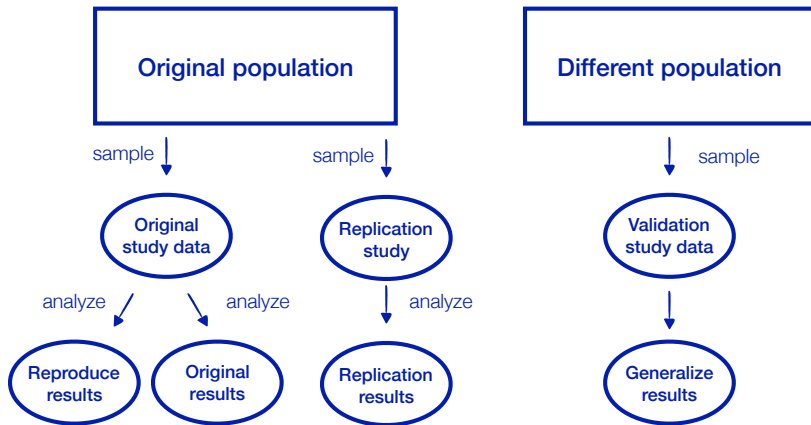 Original population
Different population
sample
sample
sample
Original
study data
Replication
study
Validation
study data
analyze
analyze
analyze
Reproduce
results
Original
results
Replication
results
Generalize
results